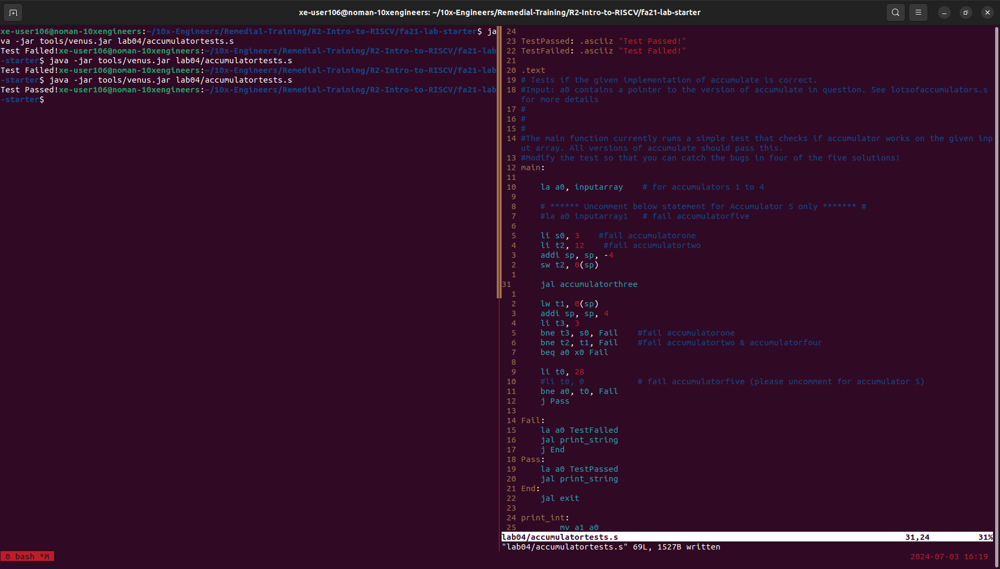 xe-user106@noman-10xengineers: ~/10x-Engineers/Remedial-Training/R2-Intro-to-RISCV/fa21-lab-starter
xe-user106@noman-10xengineers:~/10x-Engineers/Remedial-Training/R2-Intro-to-RISCV/fa21-lab-starter$ ja
va -jar tools/venus.jar lab04/accumulatortests.s
Test Failed!xe-user106@noman-10xengineers:~/10x-Engineers/Remedial-Training/R2-Intro-to-RISCV/fa21-lab
-starter$ java -jar tools/venus.jar lab04/accumulatortests.s
Test Failed!xe-user106@noman-10xengineers:~/10x-Engineers/Remedial-Training/R2-Intro-to-RISCV/fa21-lab
-starter$ java -jar tools/venus.jar lab04/accumulatortests.s
Test Passed!xe-user106@noman-10xengineers:~/10x-Engineers/Remedial-Training/R2-Intro-to-RISCV/fa21-lab
-starter$
24
23 TestPassed: .asciiz "Test Passed!"
22 TestFailed: .asciiz "Test Failed!"
21
20 .text
19 # Tests if the given implementation of accumulate is correct.
18 #Input: a0 contains a pointer to the version of accumulate in question. See lotsofaccumulators.s
for more details
17 #
16 #
15 #
14 #The main function currently runs a simple test that checks if accumulator works on the given inp
ut array. All versions of accumulate should pass this.
13 #Modify the test so that you can catch the bugs in four of the five solutions!
12 main:
11
10     la a0, inputarray    # for accumulators 1 to 4
9
8     # ****** Uncomment below statement for Accumulator 5 only ******* #
7     #la a0 inputarray1   # fail accumulatorfive
6
5     li s0, 3    #fail accumulatorone
4     li t2, 12    #fail accumulatortwo
3     addi sp, sp, -4
2     sw t2, 0(sp)
1
31      jal accumulatorthree
1
2     lw t1, 0(sp)
3     addi sp, sp, 4
4     li t3, 3
5     bne t3, s0, Fail    #fail accumulatorone
6     bne t2, t1, Fail    #fail accumulatortwo & accumulatorfour
7     beq a0 x0 Fail
8
9     li t0, 28
10     #li t0, 0           # fail accumulatorfive (please uncomment for accumulator 5)
11     bne a0, t0, Fail
12     j Pass
13
14 Fail:
15     la a0 TestFailed
16     jal print_string
17     j End
18 Pass:
19     la a0 TestPassed
20     jal print_string
21 End:
22     jal exit
23
24 print_int:
25         mv a1 a0
lab04/accumulatortests.s 31,24 31%
"lab04/accumulatortests.s" 69L, 1527B written
0 bash *M 2024-07-03 16:19